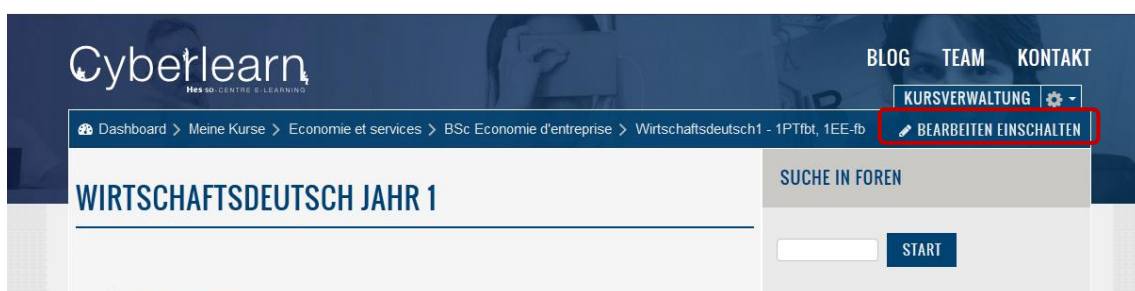 Cyberlearn
Hes·so-CENTRE E-LEARNING
BLOG TEAM KONTAKT
KURSVERWALTUNG
Dashboard > Meine Kurse > Economie et services > BSc Economie d'entreprise > Wirtschaftsdeutsch1 - 1PTfbt, 1EE-fb
BEARBEITEN EINSCHALTEN
WIRTSCHAFTSDEUTSCH JAHR 1
SUCHE IN FOREN
START